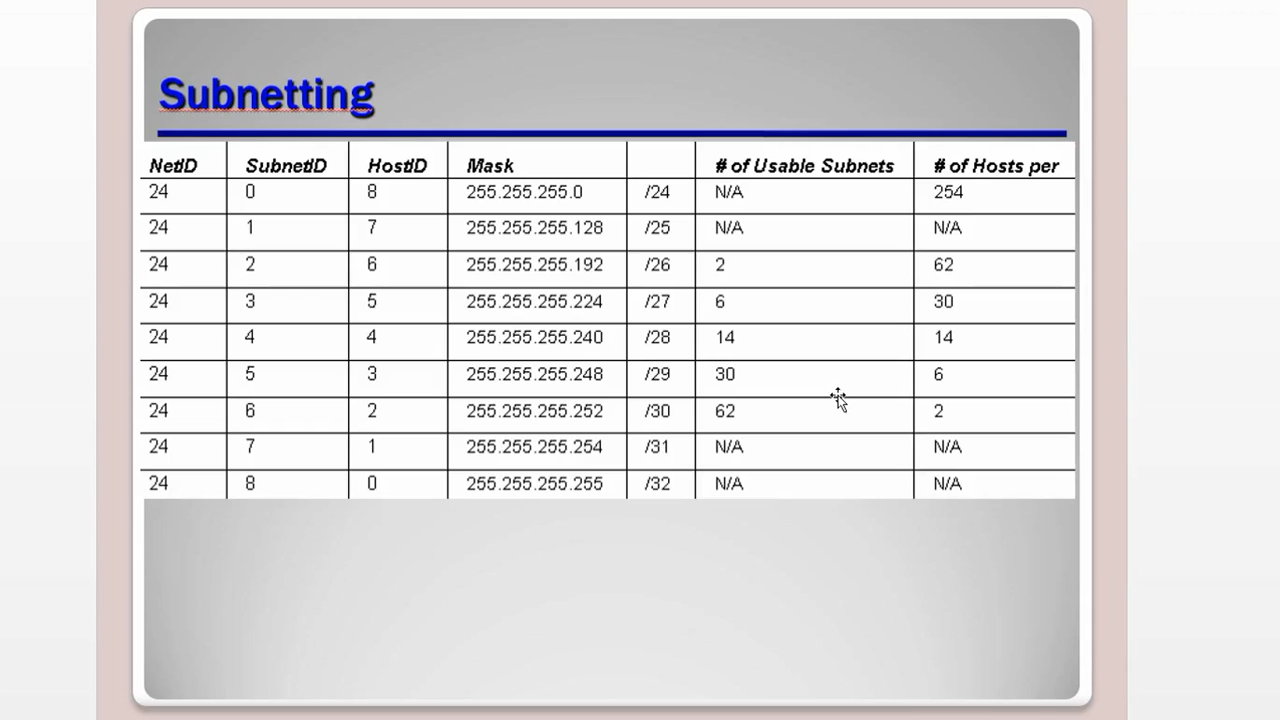 Subnetting
NetID SubnetID HostID Mask # of Usable Subnets # of Hosts per
24 0 8 255.255.255.0 /24 N/A 254
24 1 7 255.255.255.128 /25 N/A N/A
24 2 6 255.255.255.192 /26 2 62
24 3 5 255.255.255.224 /27 6 30
24 4 4 255.255.255.240 /28 14 14
24 5 3 255.255.255.248 /29 30 6
24 6 2 255.255.255.252 /30 62 2
24 7 1 255.255.255.254 /31 N/A N/A
24 8 0 255.255.255.255 /32 N/A N/A